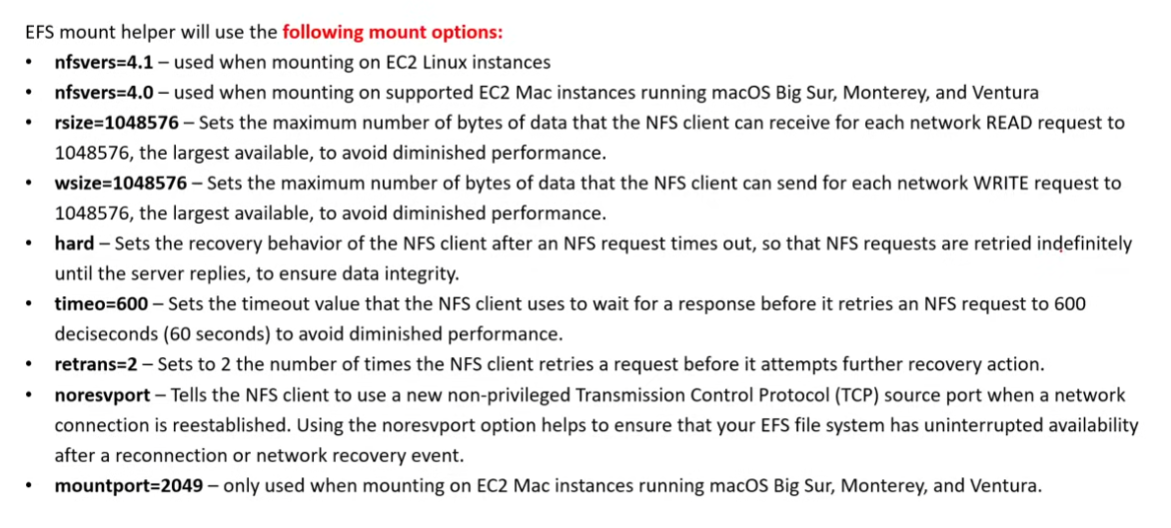 EFS mount helper will use the following mount options:
• nfsvers=4.1 – used when mounting on EC2 Linux instances
• nfsvers=4.0 – used when mounting on supported EC2 Mac instances running macOS Big Sur, Monterey, and Ventura
• rsize=1048576 – Sets the maximum number of bytes of data that the NFS client can receive for each network READ request to
1048576, the largest available, to avoid diminished performance.
• wsize=1048576 – Sets the maximum number of bytes of data that the NFS client can send for each network WRITE request to
1048576, the largest available, to avoid diminished performance.
• hard – Sets the recovery behavior of the NFS client after an NFS request times out, so that NFS requests are retried indefinitely
until the server replies, to ensure data integrity.
• timeo=600 – Sets the timeout value that the NFS client uses to wait for a response before it retries an NFS request to 600
deciseconds (60 seconds) to avoid diminished performance.
• retrans=2 – Sets to 2 the number of times the NFS client retries a request before it attempts further recovery action.
• noresvport – Tells the NFS client to use a new non-privileged Transmission Control Protocol (TCP) source port when a network
connection is reestablished. Using the noresvport option helps to ensure that your EFS file system has uninterrupted availability
after a reconnection or network recovery event.
• mountport=2049 – only used when mounting on EC2 Mac instances running macOS Big Sur, Monterey, and Ventura.